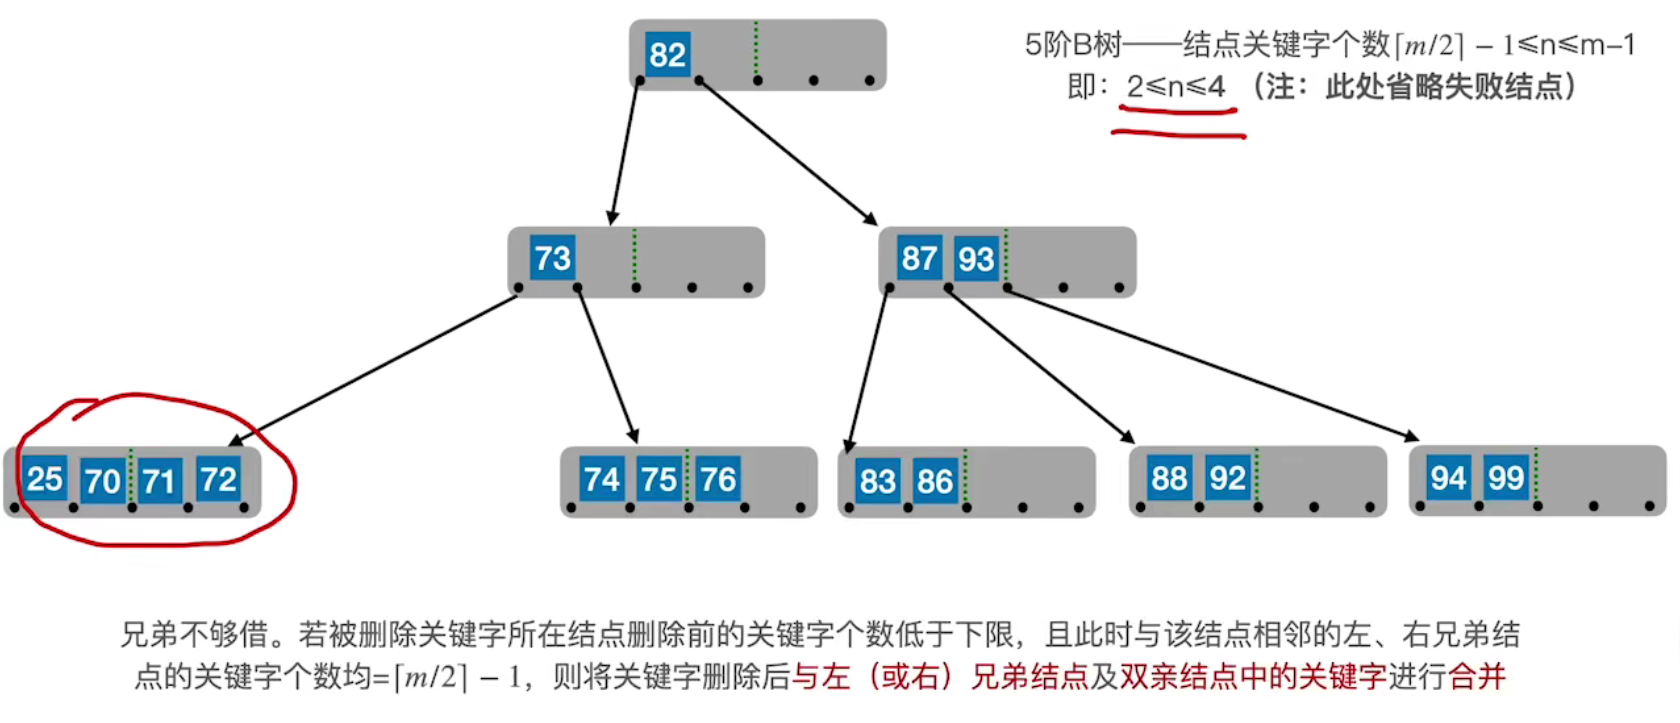 82
5阶B树——结点关键字个数⌈m/2⌉ − 1≤n≤m−1
即：2≤n≤4 （注：此处省略失败结点）
73
87 93
25 70 71 72
74 75 76
83 86
88 92
94 99
兄弟不够借。若被删除关键字所在结点删除前的关键字个数低于下限，且此时与该结点相邻的左、右兄弟结
点的关键字个数均=⌈m/2⌉ − 1，则将关键字删除后与左（或右）兄弟结点及双亲结点中的关键字进行合并